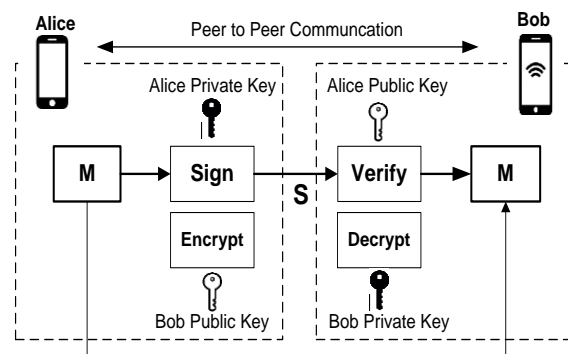 Alice
Bob
Peer to Peer Communcation
Alice Private Key
Alice Public Key
M
Sign
S
Verify
M
Encrypt
Decrypt
Bob Public Key
Bob Private Key